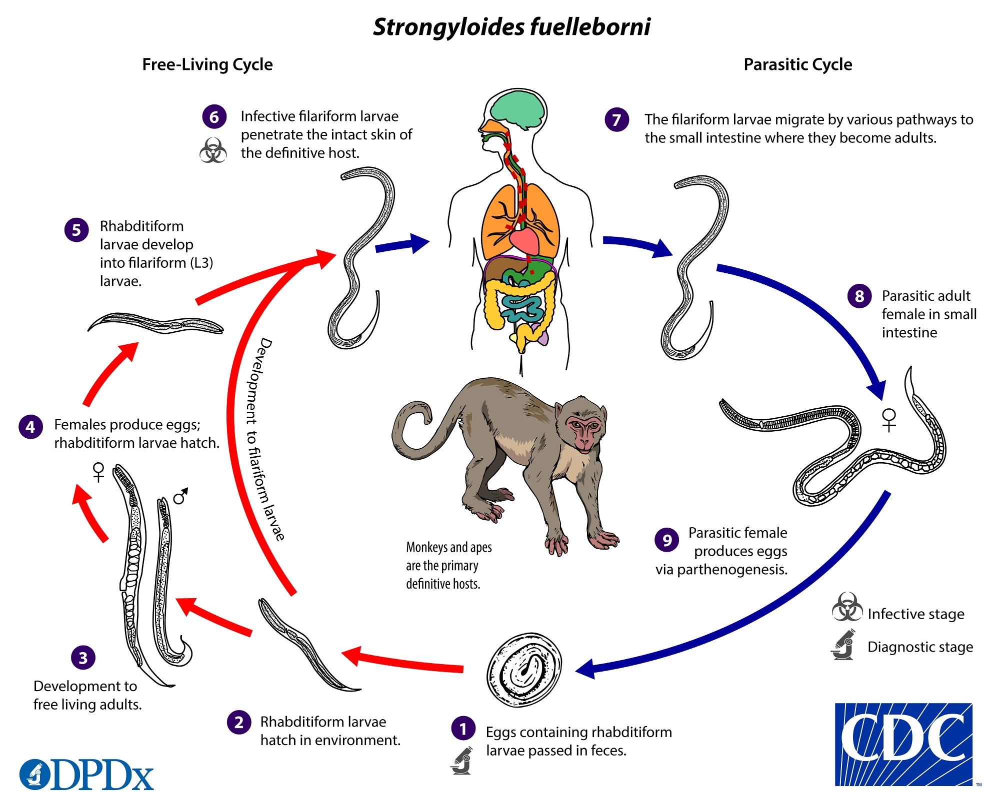 Strongyloides fuelleborni
Free-Living Cycle
Parasitic Cycle
6
Infective filariform larvae
penetrate the intact skin of
the definitive host.
7
The filariform larvae migrate by various pathways to
the small intestine where they become adults.
5
Rhabditiform
larvae develop
into filariform (L3)
larvae.
8
Parasitic adult
female in small
intestine
Development to filariform larvae
4
Females produce eggs;
rhabditiform larvae hatch.
♀
♂
♀
Monkeys and apes
are the primary
definitive hosts.
9
Parasitic female
produces eggs
via parthenogenesis.
Infective stage
Diagnostic stage
3
Development to
free living adults.
2
Rhabditiform larvae
hatch in environment.
1
Eggs containing rhabditiform
larvae passed in feces.
DPDx
CDC
TM